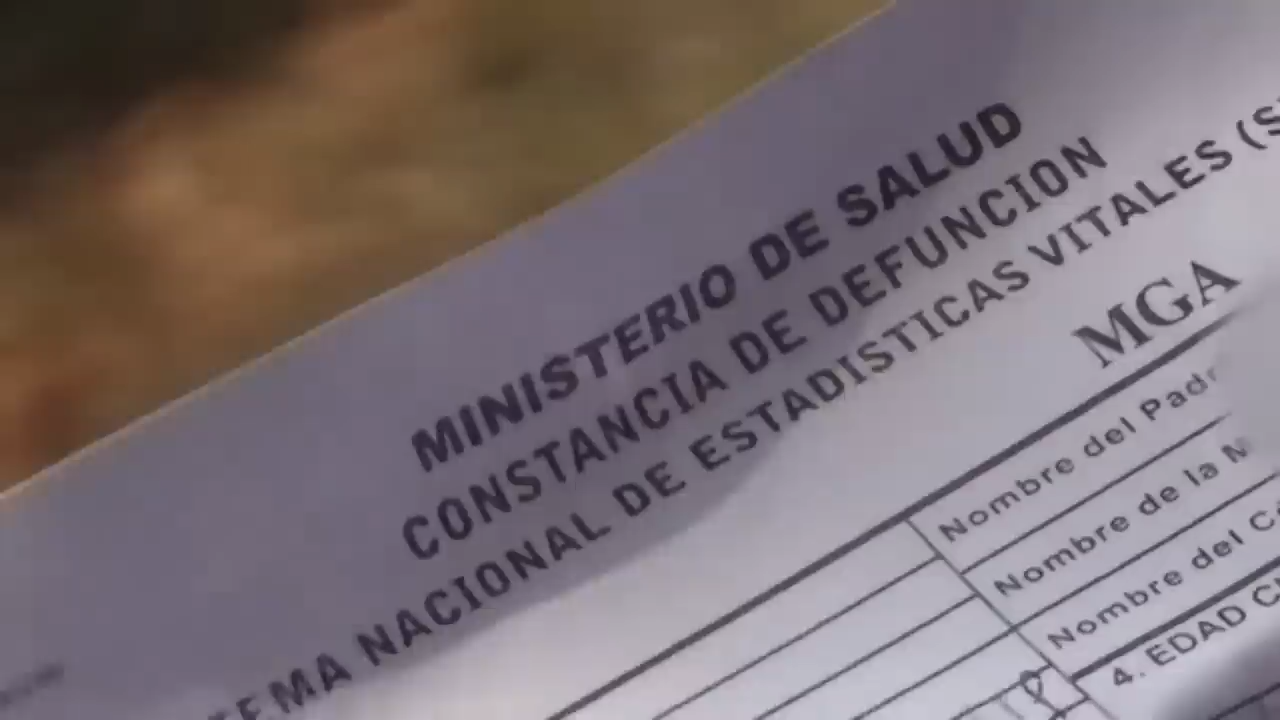 MINISTERIO DE SALUD
CONSTANCIA DE DEFUNCION
NACIONAL DE ESTADISTICAS VITALES
MGA
Nombre del
Nombre de la
Nombre del
4. EDAD